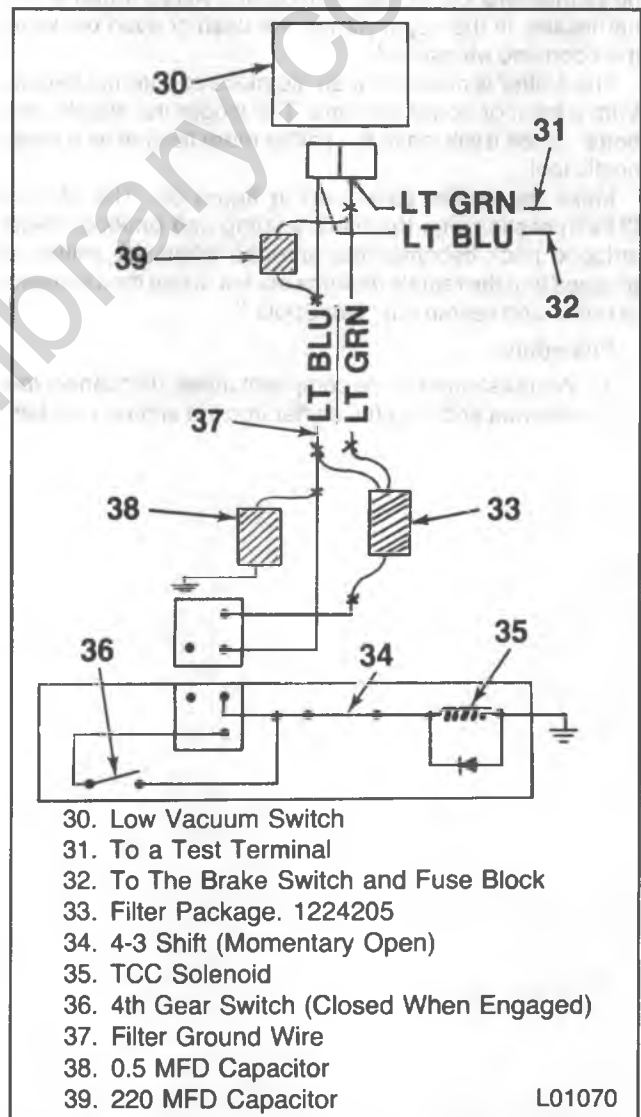 30
31
LT GRN
LT BLU
39
32
LT BLU
LT GRN
37
38
33
36
34
35
30. Low Vacuum Switch
31. To a Test Terminal
32. To The Brake Switch and Fuse Block
33. Filter Package. 1224205
34. 4-3 Shift (Momentary Open)
35. TCC Solenoid
36. 4th Gear Switch (Closed When Engaged)
37. Filter Ground Wire
38. 0.5 MFD Capacitor
39. 220 MFD Capacitor
L01070